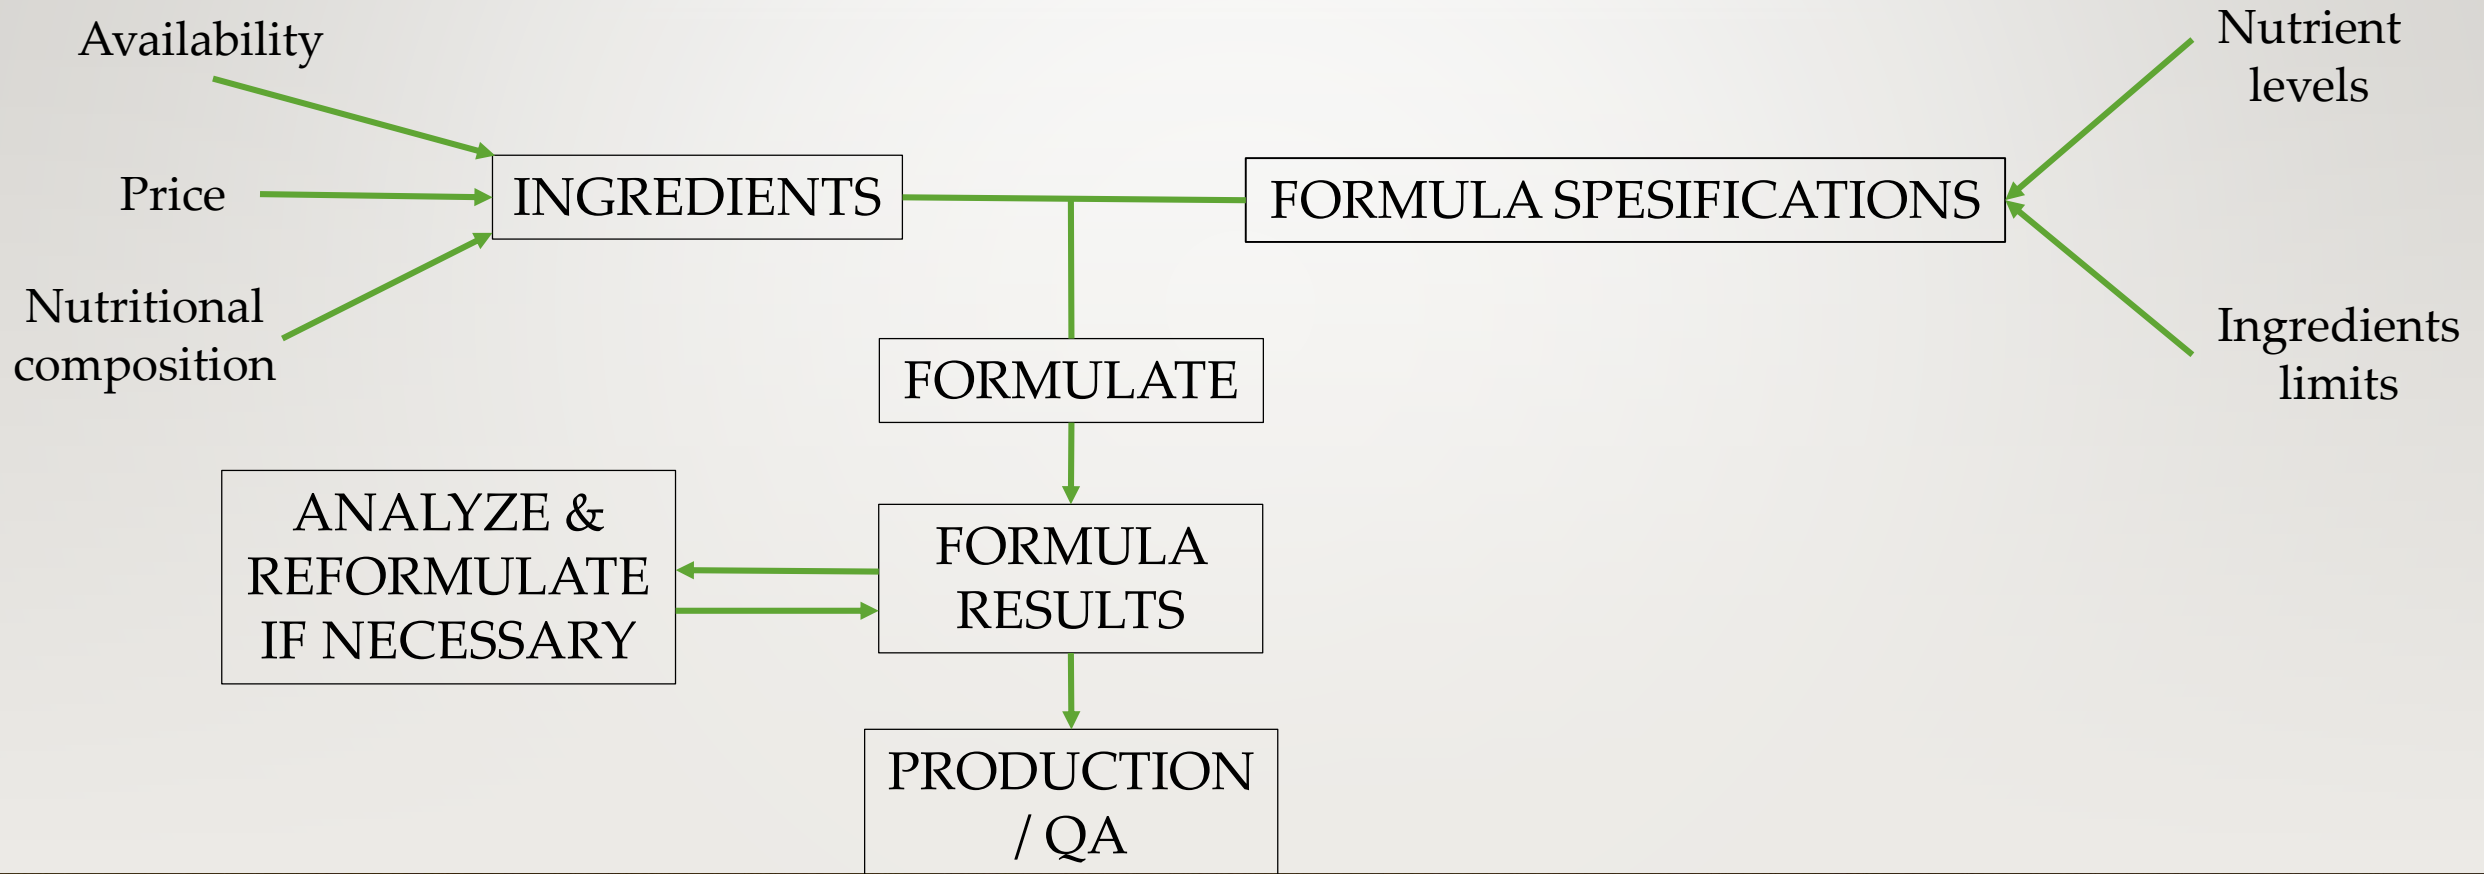 Availability
Price
Nutritional
composition
INGREDIENTS
FORMULA SPESIFICATIONS
Nutrient
levels
Ingredients
limits
FORMULATE
ANALYZE &
REFORMULATE
IF NECESSARY
FORMULA
RESULTS
PRODUCTION
/ QA